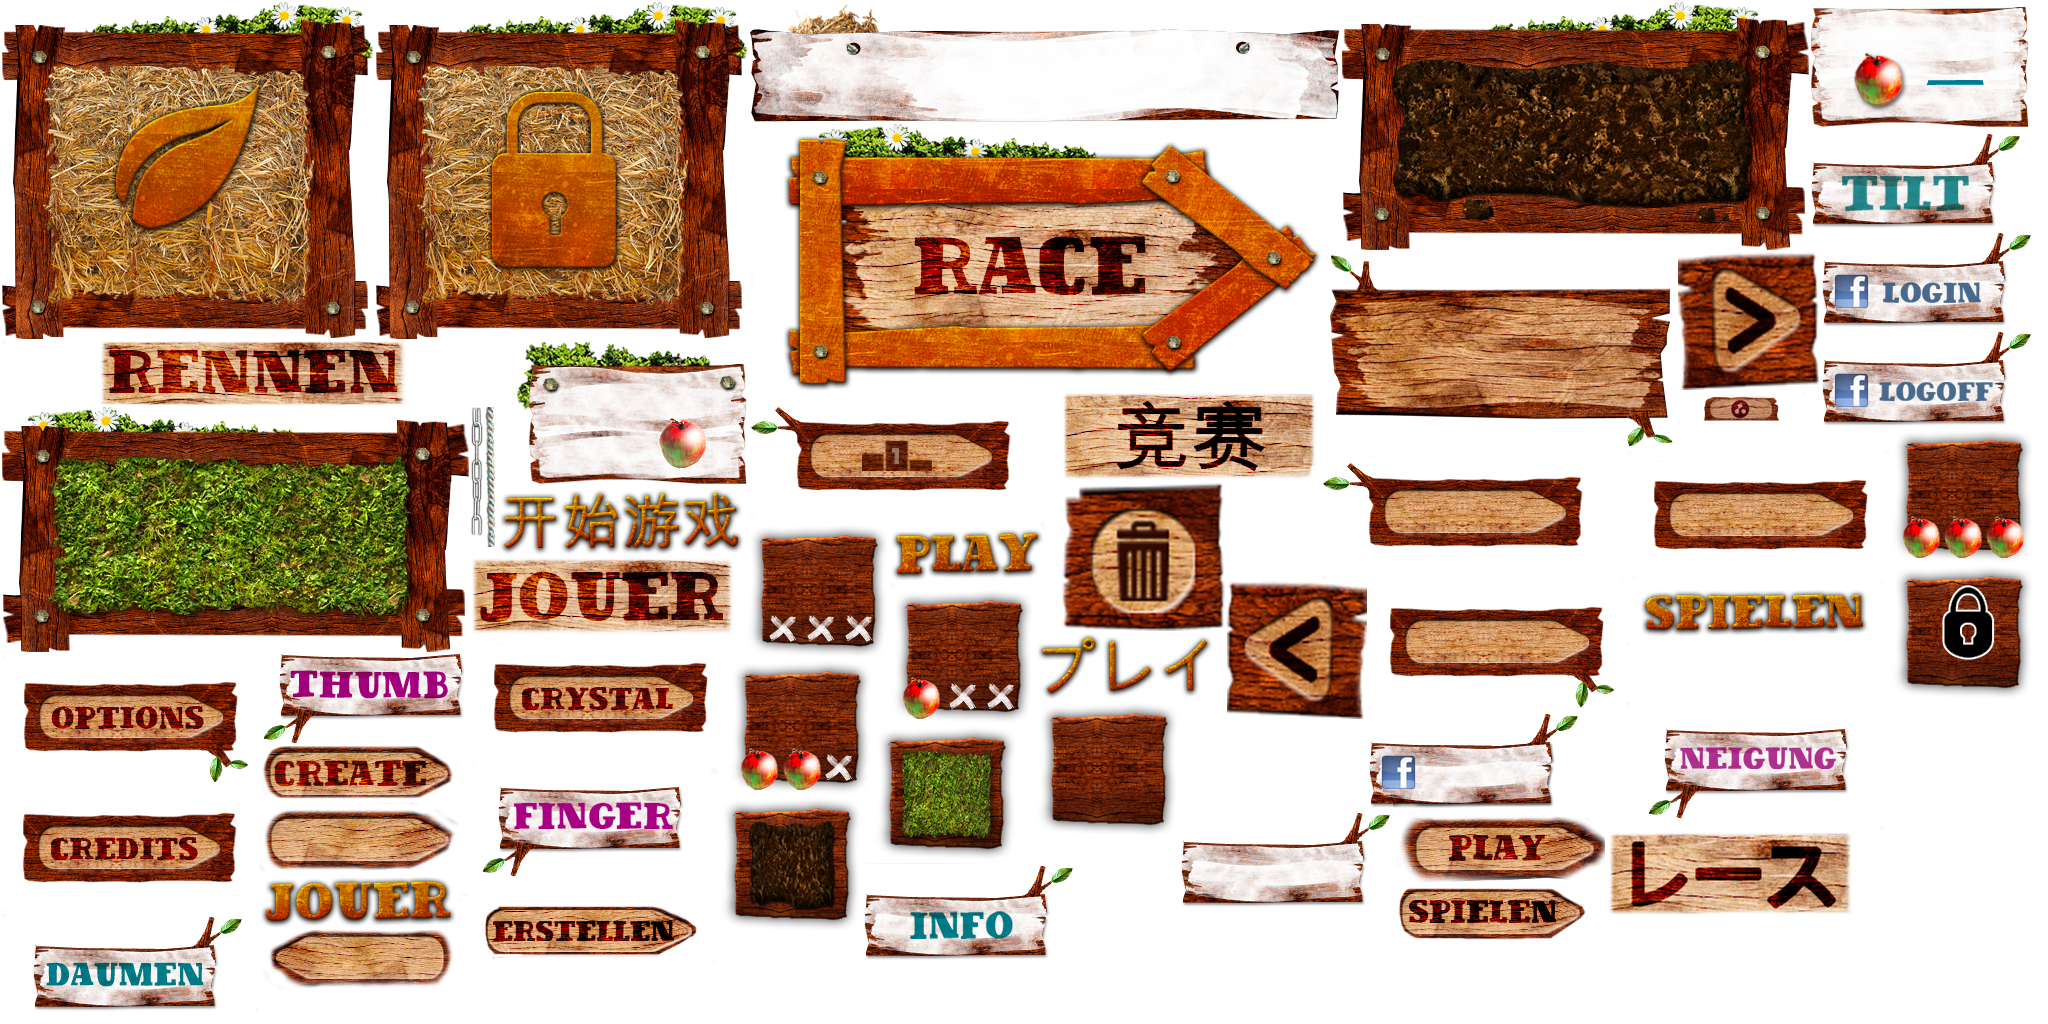 TILT
RACE
f LOGIN
RENNEN
f LOGOFF
竞赛
1
开始游戏
PLAY
JOUER
SPIELEN
プレイ
THUMB
CRYSTAL
OPTIONS
CREATE
f
NEIGUNG
FINGER
CREDITS
PLAY
レース
JOUER
SPIELEN
INFO
ERSTELLEN
DAUMEN